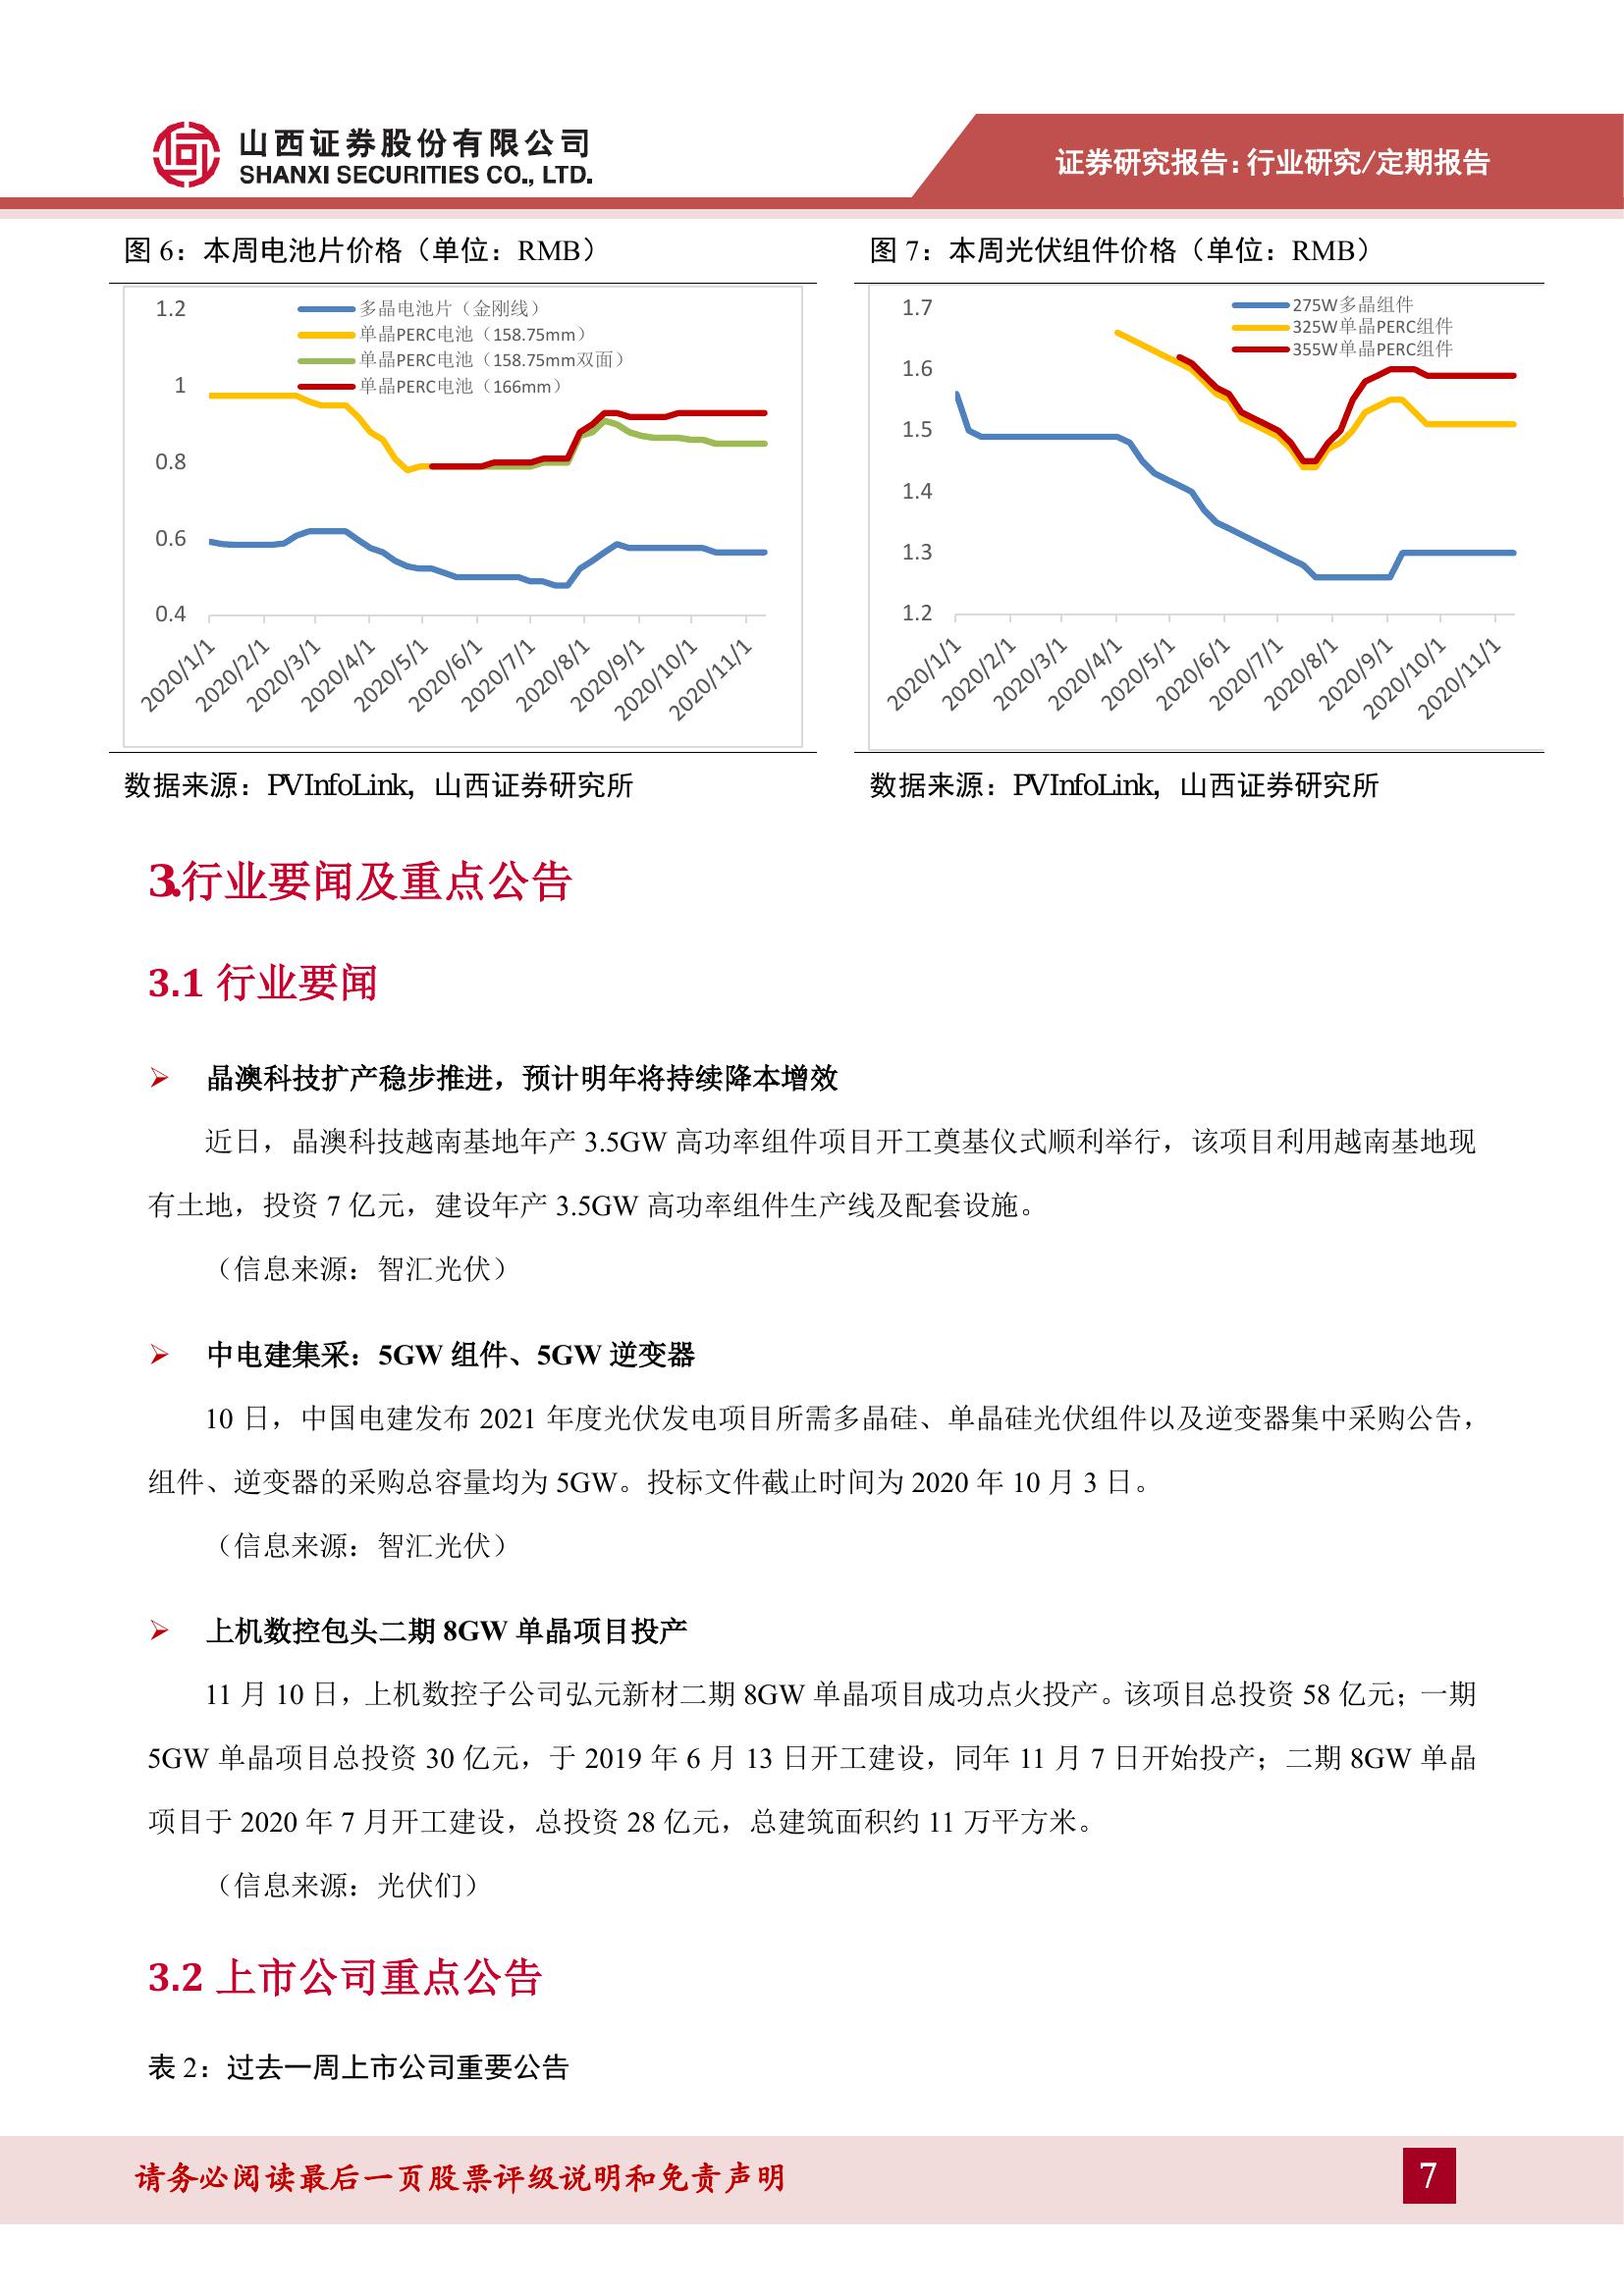 山西证券股份有限公司
SHANXI SECURITIES CO., LTD.
证券研究报告：行业研究/定期报告
图 6：本周电池片价格（单位：RMB）
1.2
1
0.8
0.6
0.4
多晶电池片（金刚线）
单晶PERC电池（158.75mm）
单晶PERC电池（158.75mm双面）
单晶PERC电池（166mm）
2020/1/1
2020/2/1
2020/3/1
2020/4/1
2020/5/1
2020/6/1
2020/7/1
2020/8/1
2020/9/1
2020/10/1
2020/11/1
数据来源：PVInfoLink，山西证券研究所
图 7：本周光伏组件价格（单位：RMB）
1.7
1.6
1.5
1.4
1.3
1.2
275W多晶组件
325W单晶PERC组件
355W单晶PERC组件
2020/1/1
2020/2/1
2020/3/1
2020/4/1
2020/5/1
2020/6/1
2020/7/1
2020/8/1
2020/9/1
2020/10/1
2020/11/1
数据来源：PVInfoLink，山西证券研究所
3.行业要闻及重点公告
3.1 行业要闻
➢ 晶澳科技扩产稳步推进，预计明年将持续降本增效
近日，晶澳科技越南基地年产 3.5GW 高功率组件项目开工奠基仪式顺利举行，该项目利用越南基地现
有土地，投资 7 亿元，建设年产 3.5GW 高功率组件生产线及配套设施。
（信息来源：智汇光伏）
➢ 中电建集采：5GW 组件、5GW 逆变器
10 日，中国电建发布 2021 年度光伏发电项目所需多晶硅、单晶硅光伏组件以及逆变器集中采购公告，
组件、逆变器的采购总容量均为 5GW。投标文件截止时间为 2020 年 10 月 3 日。
（信息来源：智汇光伏）
➢ 上机数控包头二期 8GW 单晶项目投产
11 月 10 日，上机数控子公司弘元新材二期 8GW 单晶项目成功点火投产。该项目总投资 58 亿元；一期
5GW 单晶项目总投资 30 亿元，于 2019 年 6 月 13 日开工建设，同年 11 月 7 日开始投产；二期 8GW 单晶
项目于 2020 年 7 月开工建设，总投资 28 亿元，总建筑面积约 11 万平方米。
（信息来源：光伏们）
3.2 上市公司重点公告
表 2：过去一周上市公司重要公告
请务必阅读最后一页股票评级说明和免责声明
7